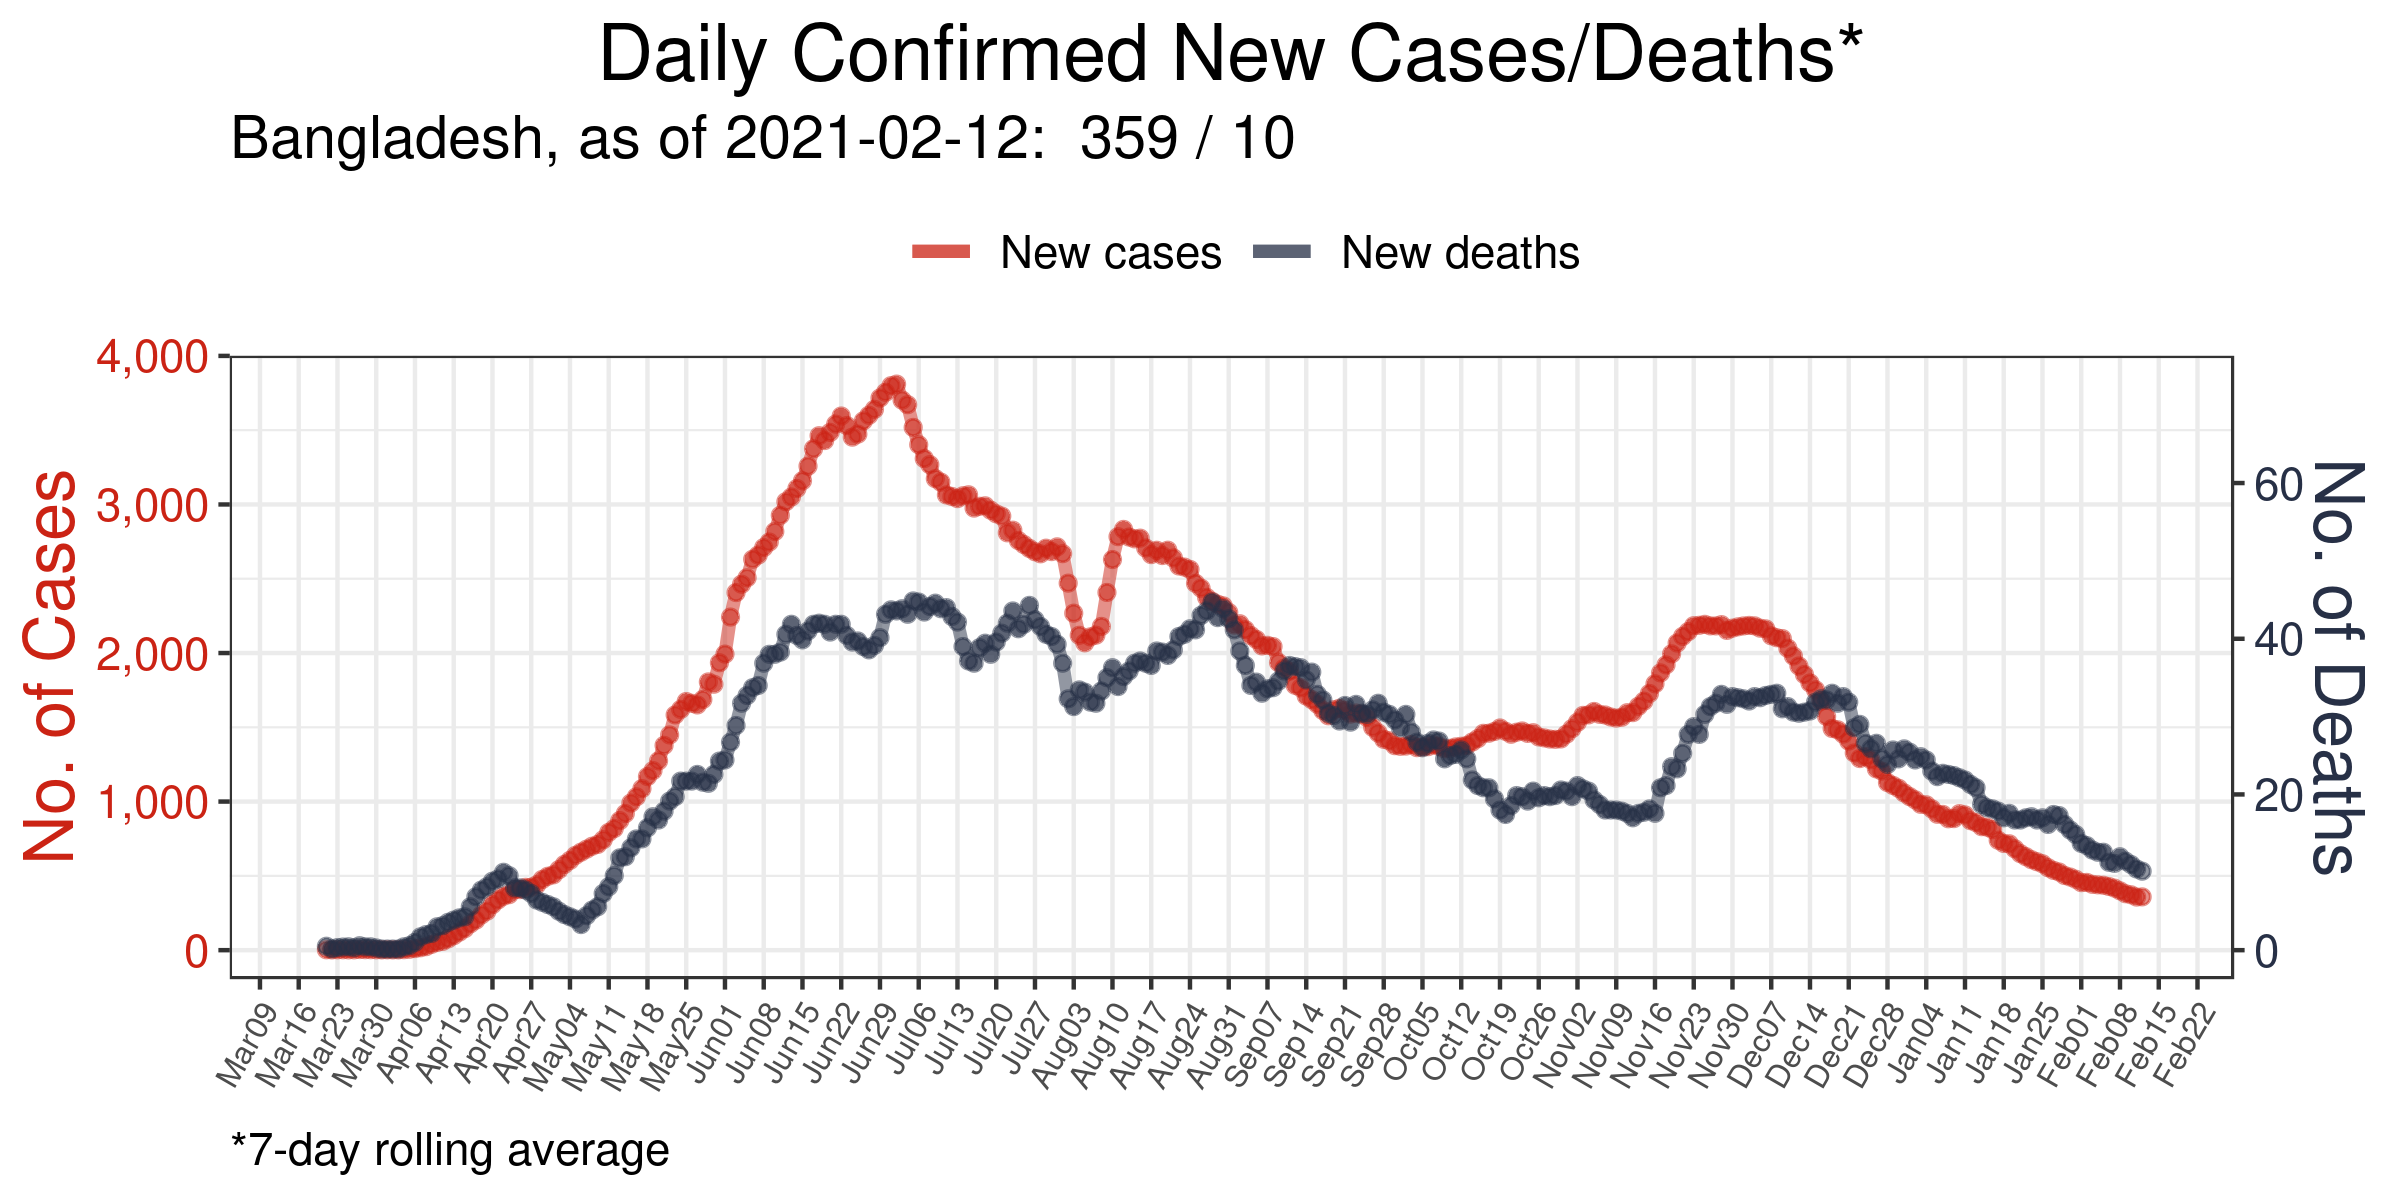 Daily Confirmed New Cases/Deaths*
Bangladesh, as of 2021-02-12:  359 / 10
New cases
New deaths
No. of Cases
4,000
3,000
2,000
1,000
0
No. of Deaths
60
40
20
0
Mar09
Mar16
Mar23
Mar30
Apr06
Apr13
Apr20
Apr27
May04
May11
May18
May25
Jun01
Jun08
Jun15
Jun22
Jun29
Jul06
Jul13
Jul20
Jul27
Aug03
Aug10
Aug17
Aug24
Aug31
Sep07
Sep14
Sep21
Sep28
Oct05
Oct12
Oct19
Oct26
Nov02
Nov09
Nov16
Nov23
Nov30
Dec07
Dec14
Dec21
Dec28
Jan04
Jan11
Jan18
Jan25
Feb01
Feb08
Feb15
Feb22
*7-day rolling average